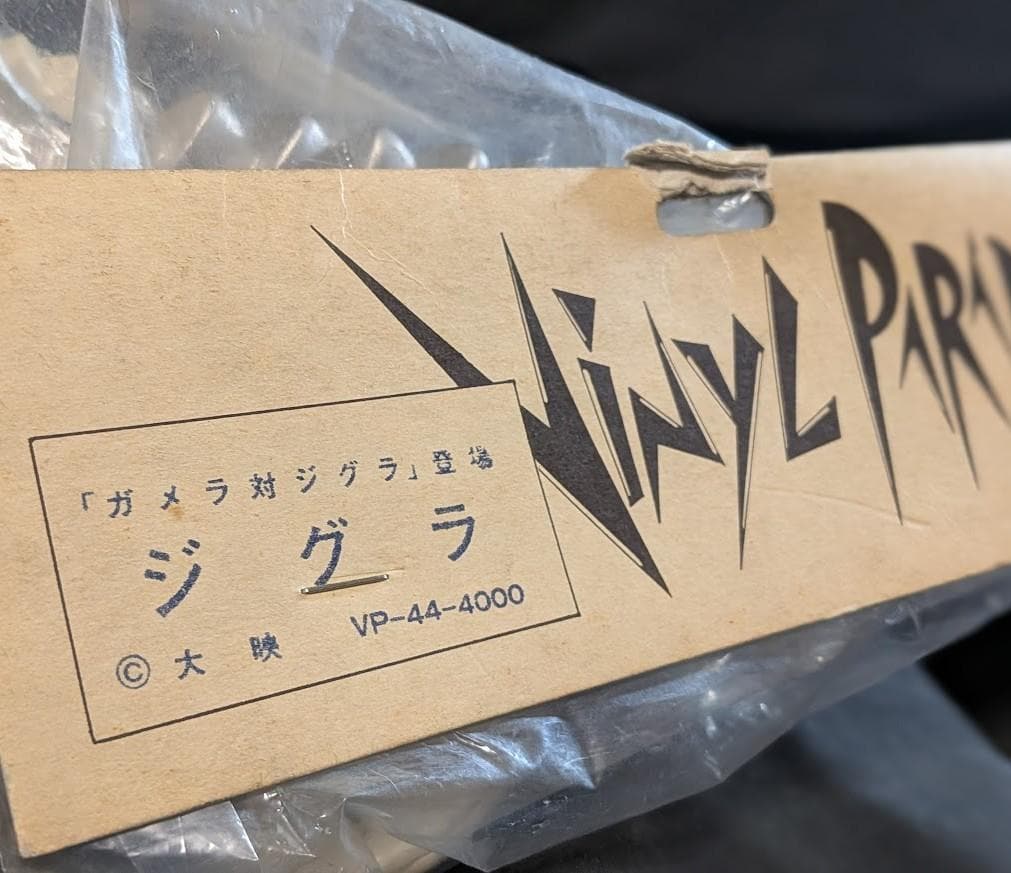 VINYL PARA
「ガメラ対ジグラ」登場
ジグラ
VP-44-4000
© 大映